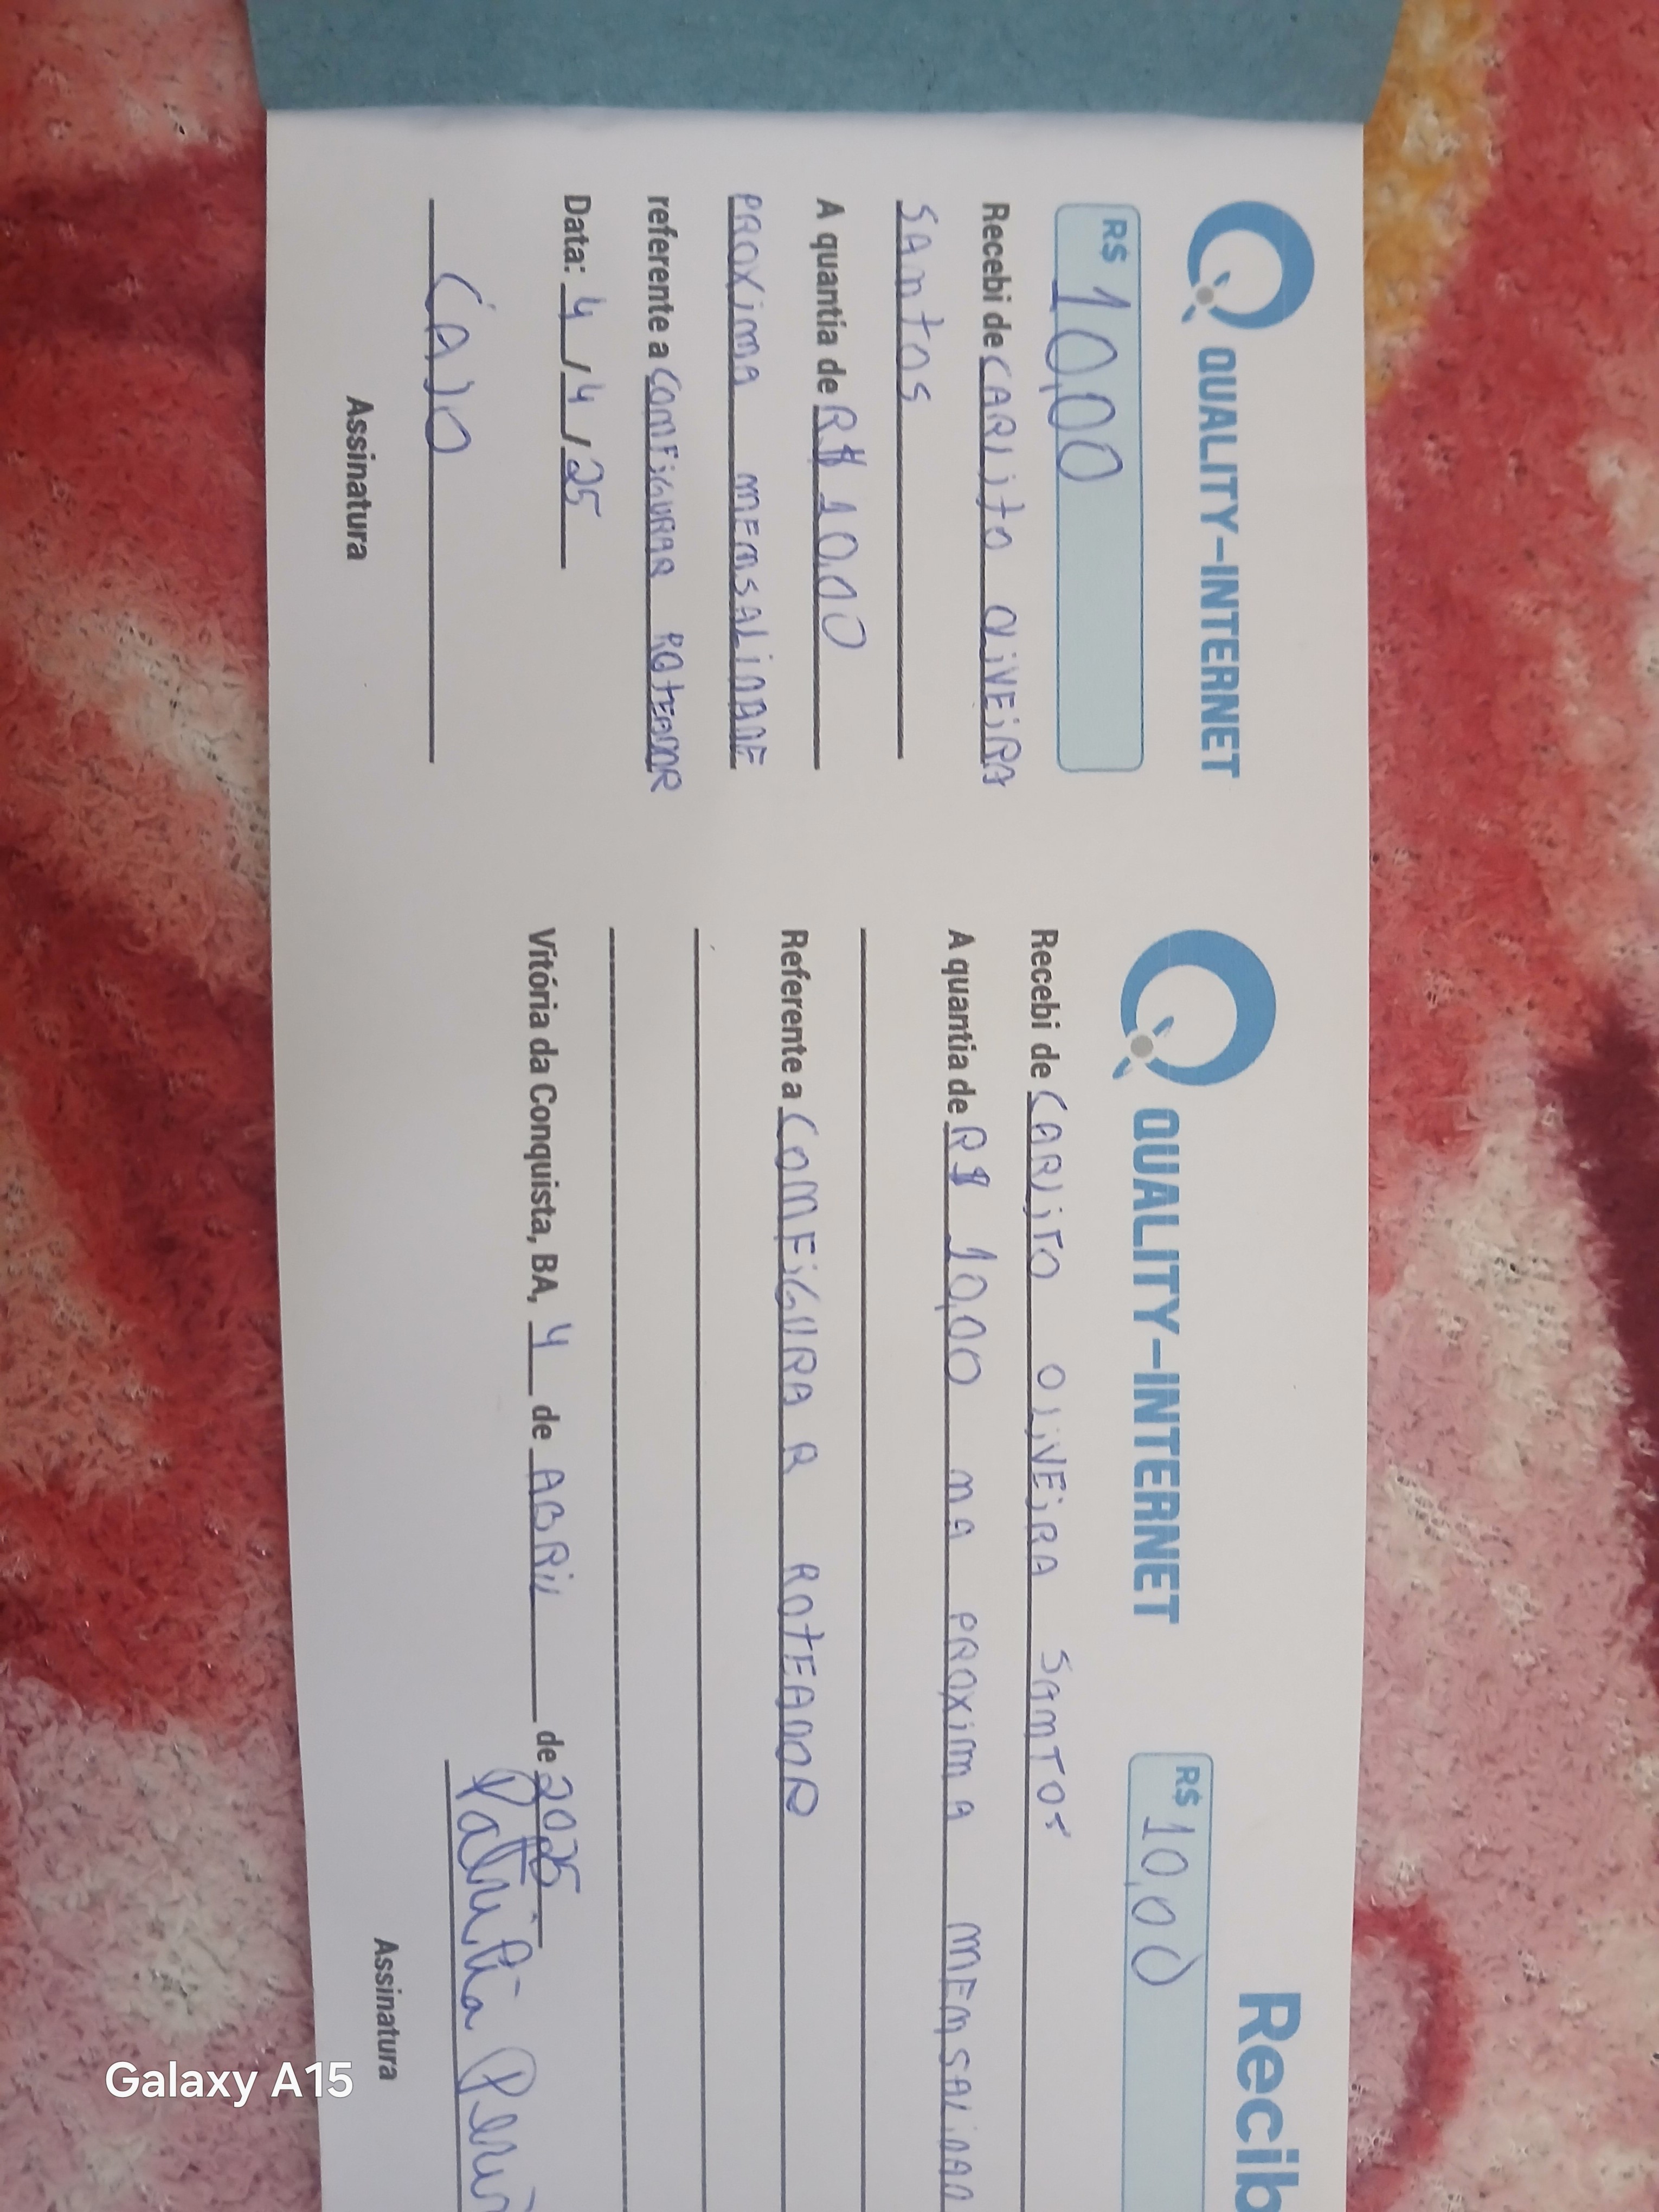 QUALITY-INTERNET
R$ 10,00
Recebi de CARLITO OLIVEIRA
SANTOS
A quantia de R$ 10,00
PROXIMA MENSALIDADE
referente a CONFIGURAR ROTEADOR
Data: 4 / 4 / 25
CAIO
Assinatura
QUALITY-INTERNET
Recib
R$ 10,00
Recebi de CARLITO OLIVEIRA SANTOS
A quantia de R$ 10,00 NA PROXIMA MENSALIDAD
Referente a CONFIGURAR ROTEADOR
Vitória da Conquista, BA, 4 de ABRIL de 2025
Assinatura
Galaxy A15